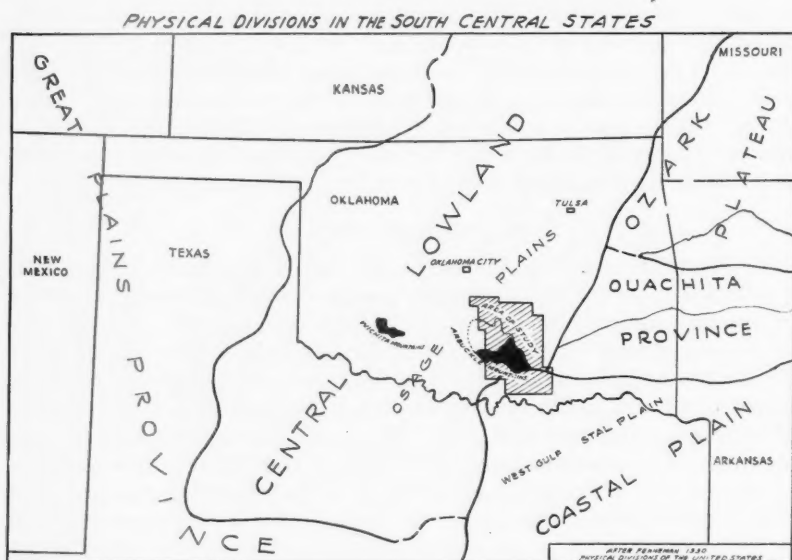 PHYSICAL DIVISIONS IN THE SOUTH CENTRAL STATES
GREAT PLAINS PROVINCE
KANSAS
MISSOURI
OZARK PLATEAU
CENTRAL LOWLAND
OKLAHOMA
TULSA
OSAGE PLAINS
NEW
MEXICO
TEXAS
OKLAHOMA CITY
OUACHITA
PROVINCE
AREA OF STUDY
WICHITA MOUNTAINS
ARBUCKLE MOUNTAINS
WEST GULF STAL PLAIN
COASTAL PLAIN
ARKANSAS
AFTER FENNEMAN 1930
PHYSICAL DIVISIONS OF THE UNITED STATES